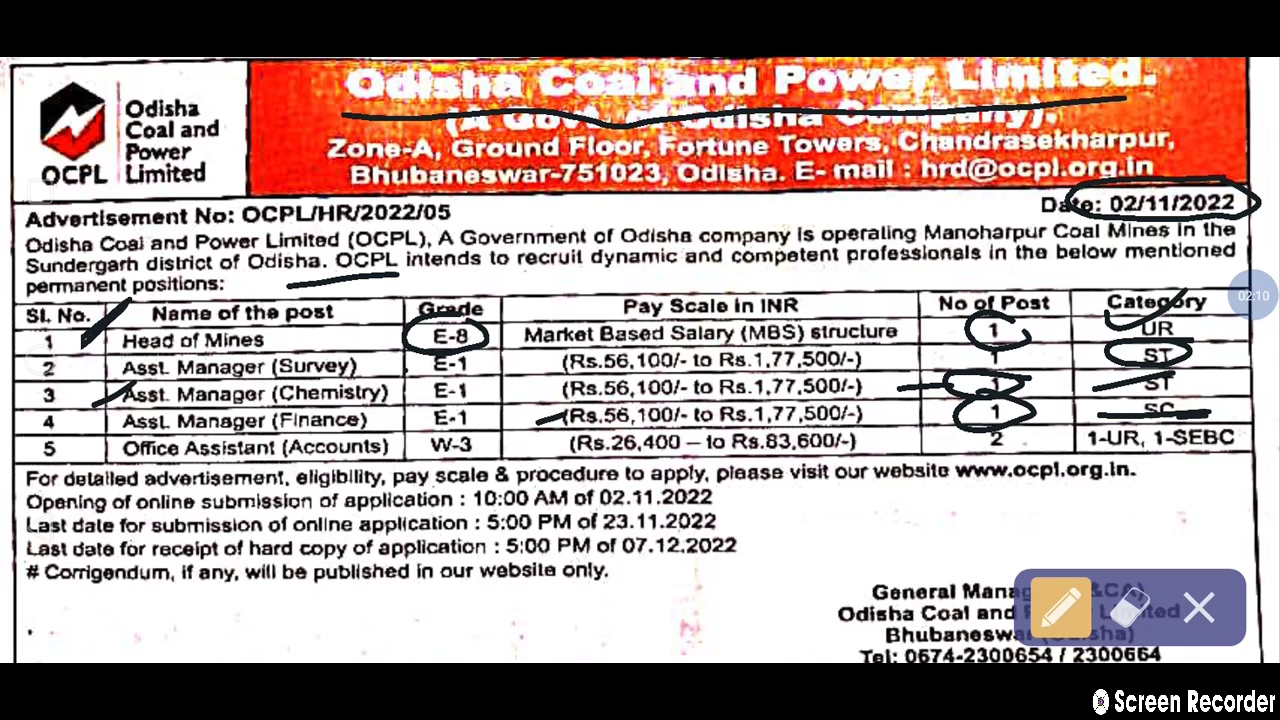 Odisha Coal and Power Limited.
(A Govt. of Odisha Company).
Zone-A, Ground Floor, Fortune Towers, Chandrasekharpur,
Bhubaneswar-751023, Odisha. E- mail : hrd@ocpl.org.in
Odisha
Coal and
Power
OCPL Limited
Advertisement No: OCPL/HR/2022/05 Date: 02/11/2022
Odisha Coal and Power Limited (OCPL), A Government of Odisha company is operating Manoharpur Coal Mines in the
Sundergarh district of Odisha. OCPL intends to recruit dynamic and competent professionals in the below mentioned
permanent positions:
Sl. No. Name of the post Grade Pay Scale in INR No of Post Category
1 Head of Mines E-8 Market Based Salary (MBS) structure 1 UR
2 Asst. Manager (Survey) E-1 (Rs.56,100/- to Rs.1,77,500/-) 1 ST
3 Asst. Manager (Chemistry) E-1 (Rs.56,100/- to Rs.1,77,500/-) 1 ST
4 Asst. Manager (Finance) E-1 (Rs.56,100/- to Rs.1,77,500/-) 1 SC
5 Office Assistant (Accounts) W-3 (Rs.26,400 – to Rs.83,600/-) 2 1-UR, 1-SEBC
02:10
For detailed advertisement, eligibility, pay scale & procedure to apply, please visit our website www.ocpl.org.in.
Opening of online submission of application : 10:00 AM of 02.11.2022
Last date for submission of online application : 5:00 PM of 23.11.2022
Last date for receipt of hard copy of application : 5:00 PM of 07.12.2022
# Corrigendum, if any, will be published in our website only.
General
Odisha Coal and Limited
Bhubaneswar (Odisha)
Tel: 0674-2300654 / 2300664
Screen Recorder